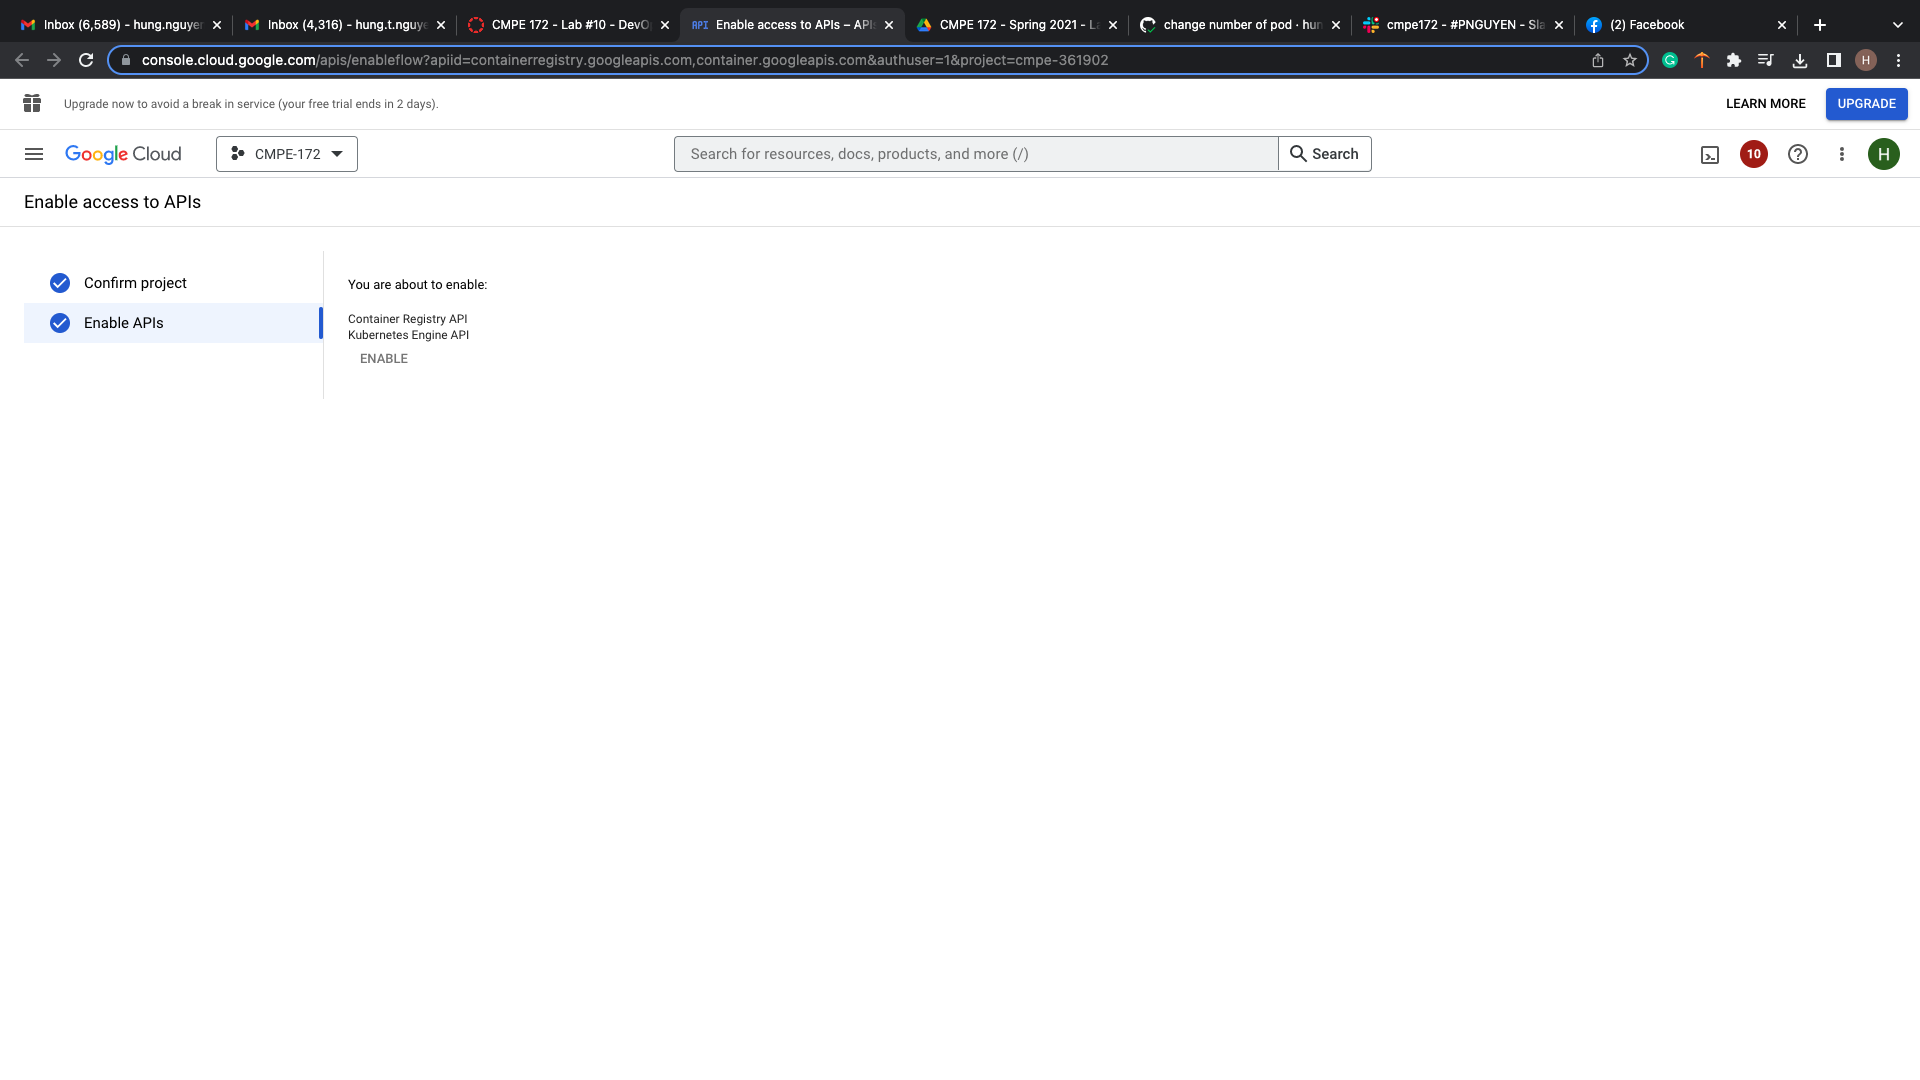 Inbox (6,589) - hung.nguyen
Inbox (4,316) - hung.t.nguye
CMPE 172 - Lab #10 - DevO
API Enable access to APIs – API
CMPE 172 - Spring 2021 - La
change number of pod · hun
cmpe172 - #PNGUYEN - Sla
(2) Facebook
console.cloud.google.com/apis/enableflow?apiid=containerregistry.googleapis.com,container.googleapis.com&authuser=1&project=cmpe-361902
G
H
Upgrade now to avoid a break in service (your free trial ends in 2 days).
LEARN MORE
UPGRADE
Google Cloud
CMPE-172
Search for resources, docs, products, and more (/)
Search
10
H
Enable access to APIs
Confirm project
Enable APIs
You are about to enable:
Container Registry API
Kubernetes Engine API
ENABLE